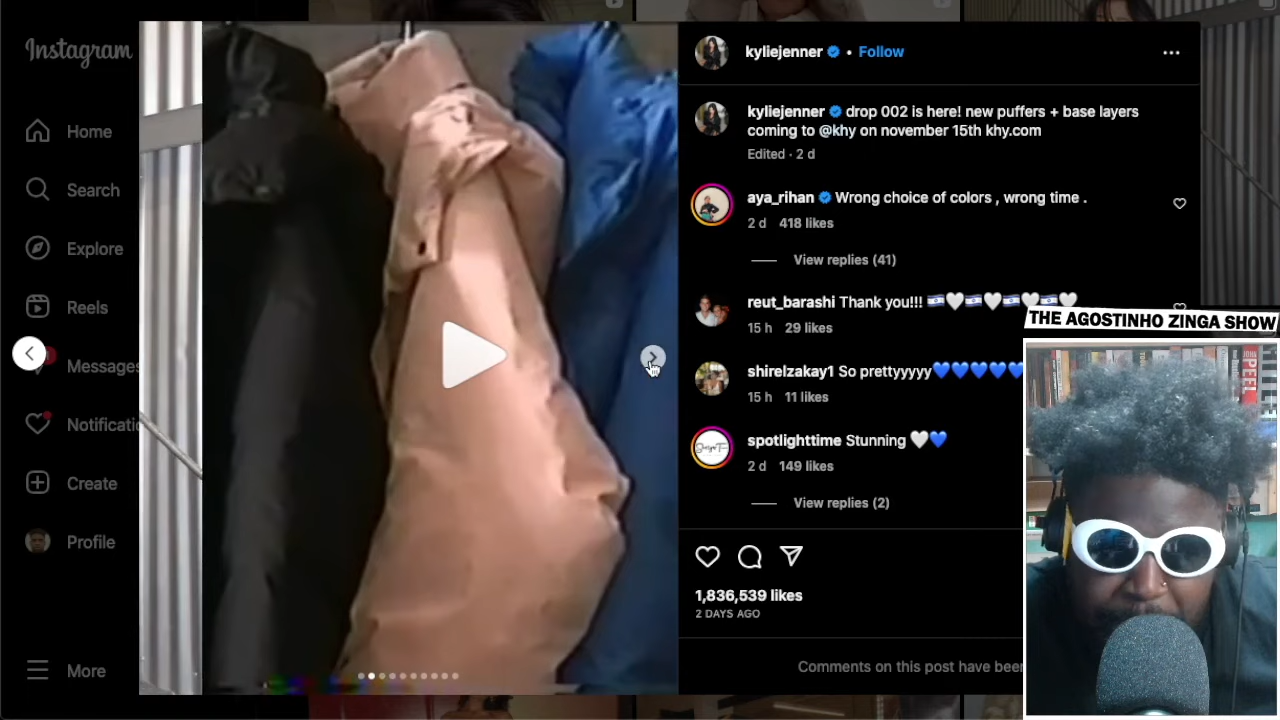 Instagram
Home
Search
Explore
Reels
Messages
Notificatio
Create
Profile
More
kyliejenner • Follow
kyliejenner drop 002 is here! new puffers + base layers
coming to @khy on november 15th khy.com
Edited · 2 d
aya_rihan Wrong choice of colors , wrong time .
2 d 418 likes
View replies (41)
reut_barashi Thank you!!! 🇮🇱🤍🇮🇱🤍🇮🇱🤍🇮🇱🤍
15 h 29 likes
shirelzakay1 So prettyyyyy💙💙💙💙💙
15 h 11 likes
spotlighttime Stunning 🤍💙
2 d 149 likes
View replies (2)
1,836,539 likes
2 DAYS AGO
Comments on this post have been
THE AGOSTINHO ZINGA SHOW
JOHN PEEL